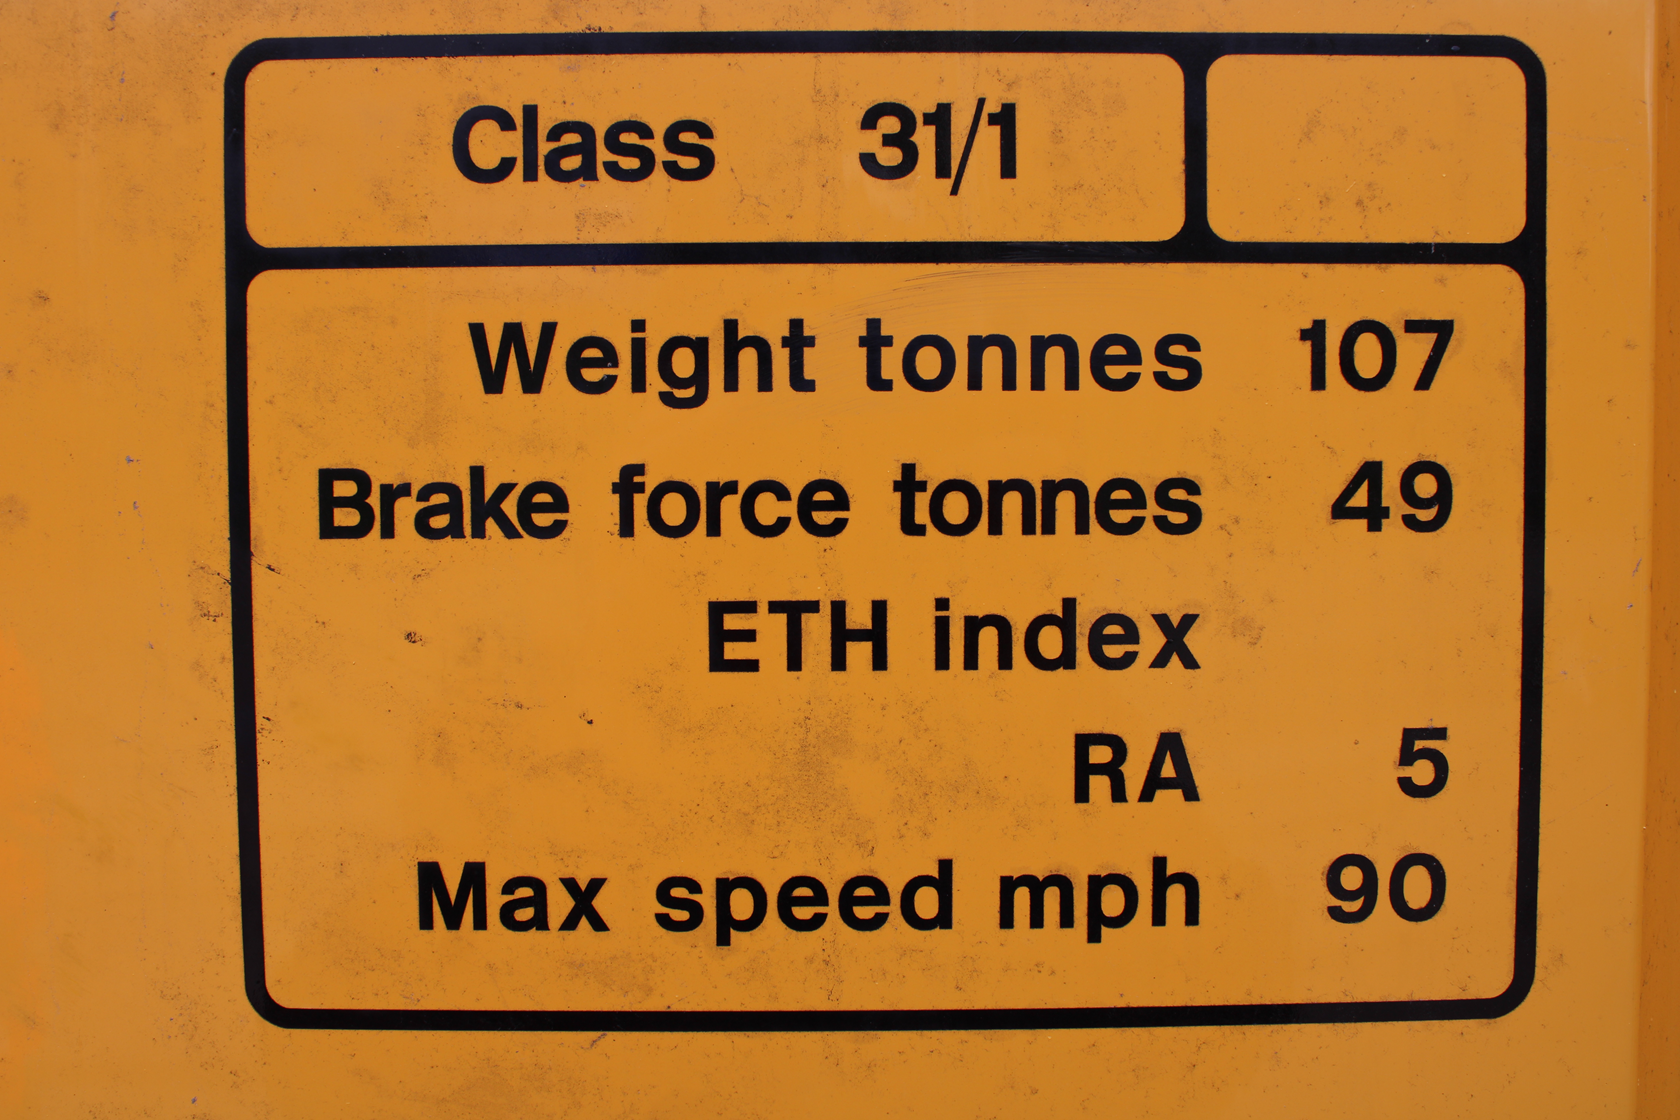 Class 31/1
Weight tonnes 107
Brake force tonnes 49
ETH index
RA 5
Max speed mph 90